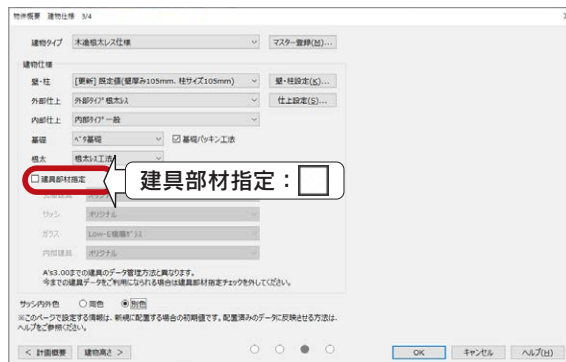 物件概要 建物仕様 3/4
建物タイプ 木造根太レス仕様 マスター登録(M)...
建物仕様
壁・柱 [更新] 既定値(壁厚み105mm、柱サイズ105mm) 壁・柱設定(K)...
外部仕上 外部ﾀｲﾌﾟ 根太ﾚｽ 仕上設定(S)...
内部仕上 内部ﾀｲﾌﾟ 一般
基礎 ﾍﾞﾀ基礎 基礎パッキン工法
根太 根太ﾚｽ工法
建具部材指定
建具部材指定：
オリジナル
サッシ オリジナル
ガラス Low-E複層ｶﾞﾗｽ
内部建具 オリジナル
A's3.00までの建具のデータ管理方法と異なります。
今までの建具データをご利用になられる場合は建具部材指定チェックを外してください。
サッシ内外色 同色 別色
※このページで設定する情報は、新規に配置する場合の初期値です。配置済みのデータに反映させる方法は、
ヘルプをご参照ください。
< 計画概要 建物高さ > OK キャンセル ヘルプ(H)